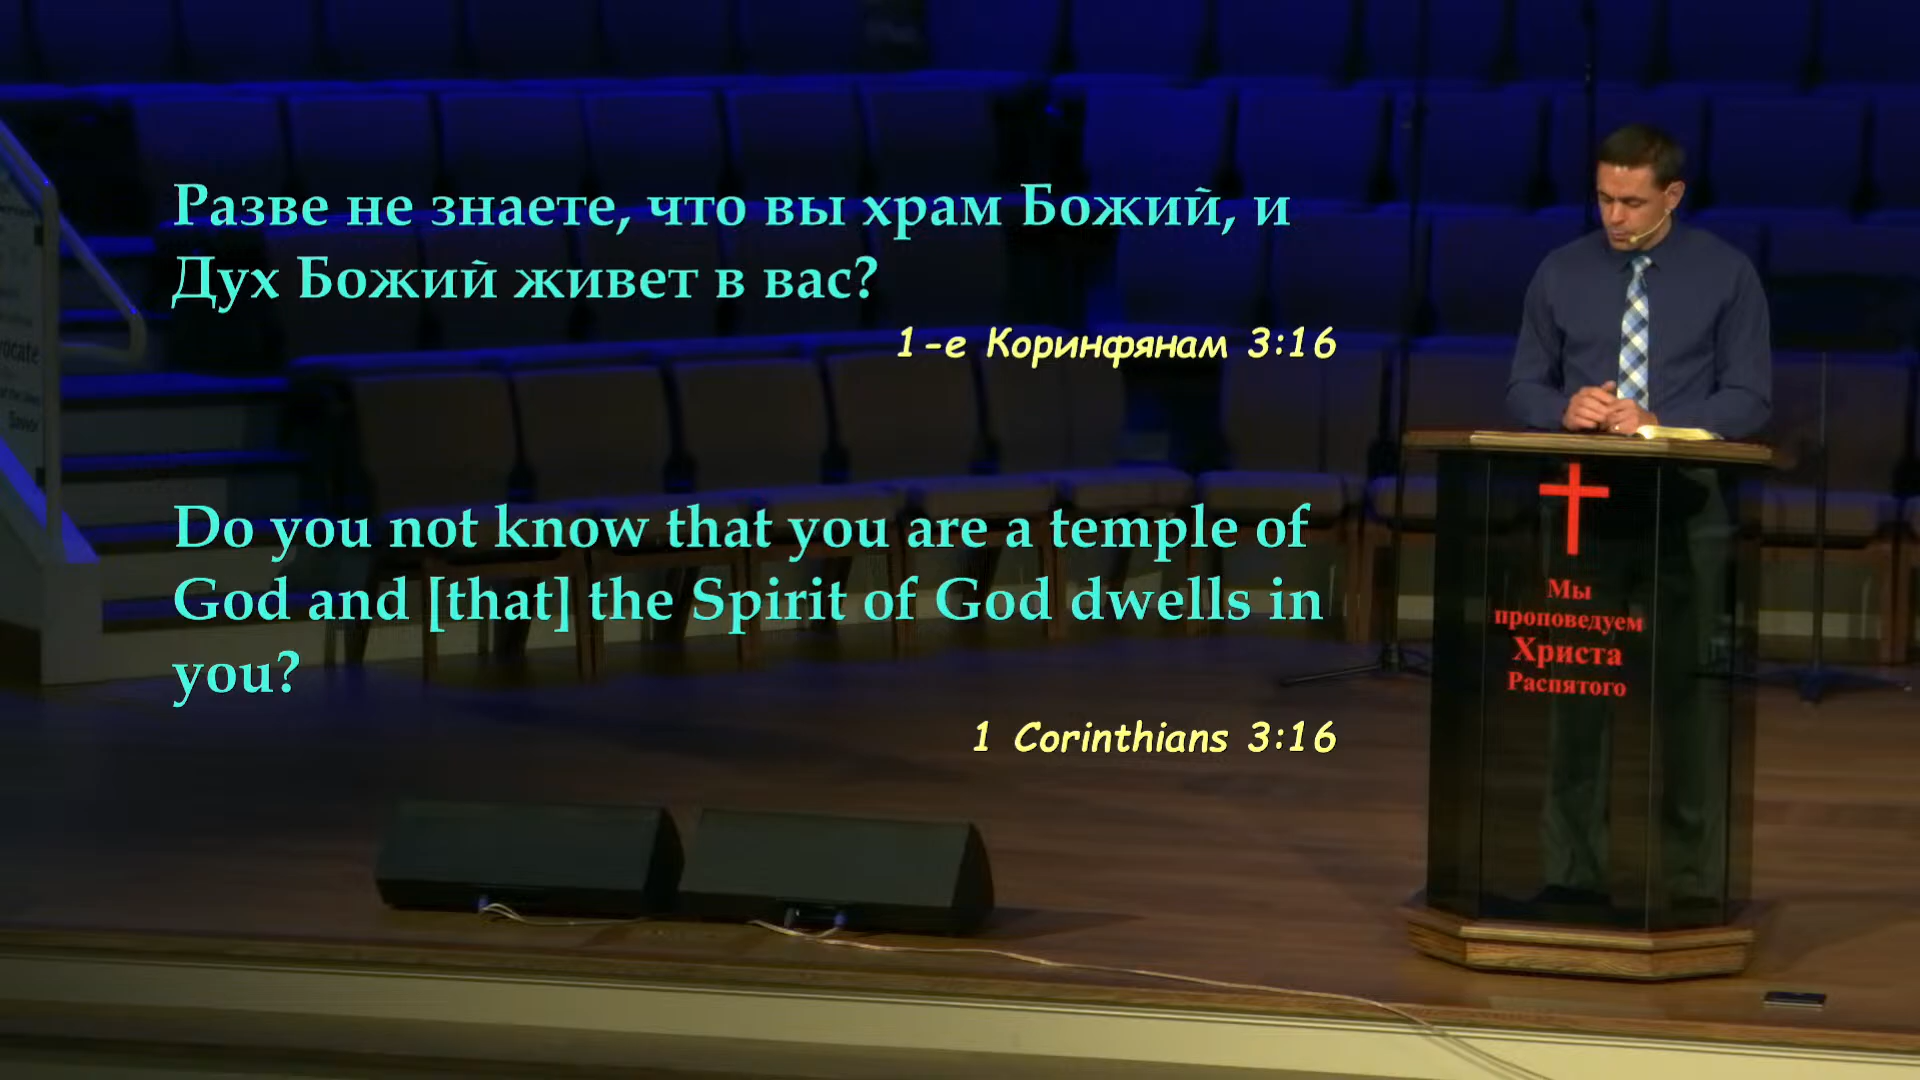 Разве не знаете, что вы храм Божий, и
Дух Божий живет в вас?
1-е Коринфянам 3:16
Do you not know that you are a temple of
God and [that] the Spirit of God dwells in
you?
1 Corinthians 3:16
Мы
проповедуем
Христа
Распятого
vocate
Savior